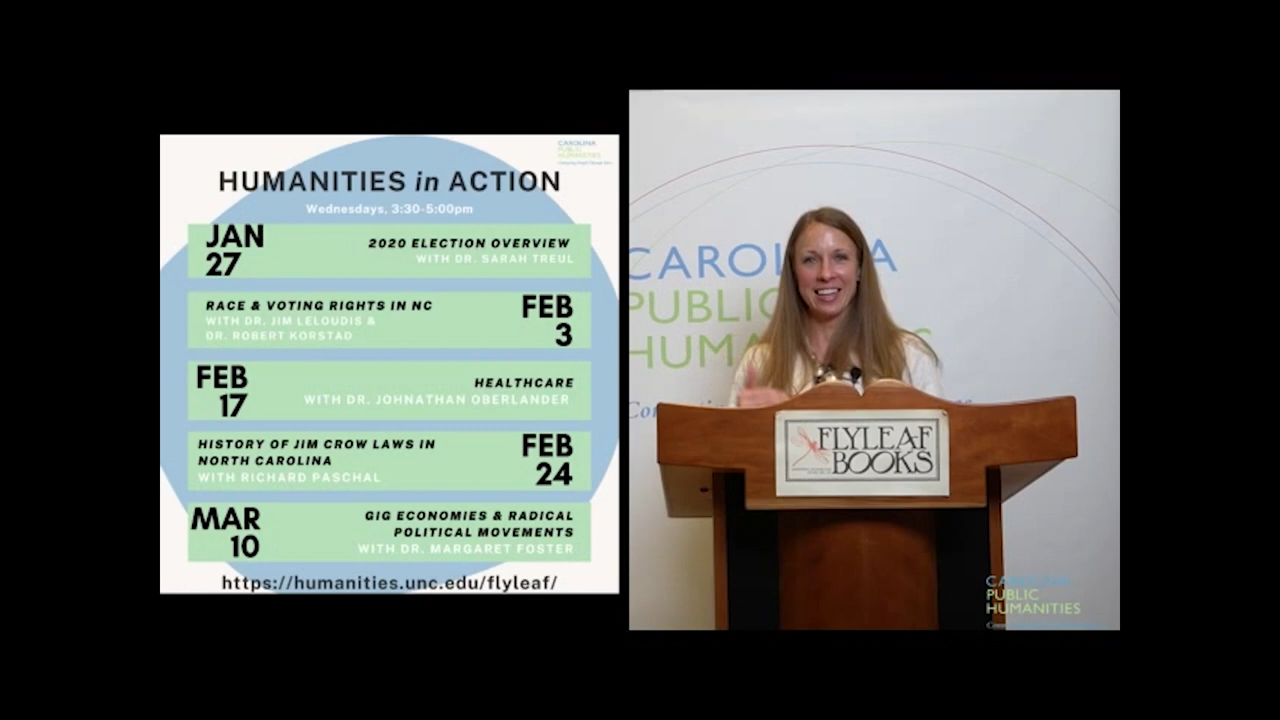 CAROLINA
PUBLIC
HUMANITIES
HUMANITIES in ACTION
Wednesdays, 3:30-5:00pm
JAN
27
2020 ELECTION OVERVIEW
WITH DR. SARAH TREUL
RACE & VOTING RIGHTS IN NC
WITH DR. JIM LELOUDIS &
DR. ROBERT KORSTAD
FEB
3
FEB
17
HEALTHCARE
WITH DR. JOHNATHAN OBERLANDER
HISTORY OF JIM CROW LAWS IN
NORTH CAROLINA
WITH RICHARD PASCHAL
FEB
24
MAR
10
GIG ECONOMIES & RADICAL
POLITICAL MOVEMENTS
WITH DR. MARGARET FOSTER
https://humanities.unc.edu/flyleaf/
CAROLINA
PUBLIC
HUMANITIES
FLYLEAF
BOOKS
CAROLINA
PUBLIC
HUMANITIES